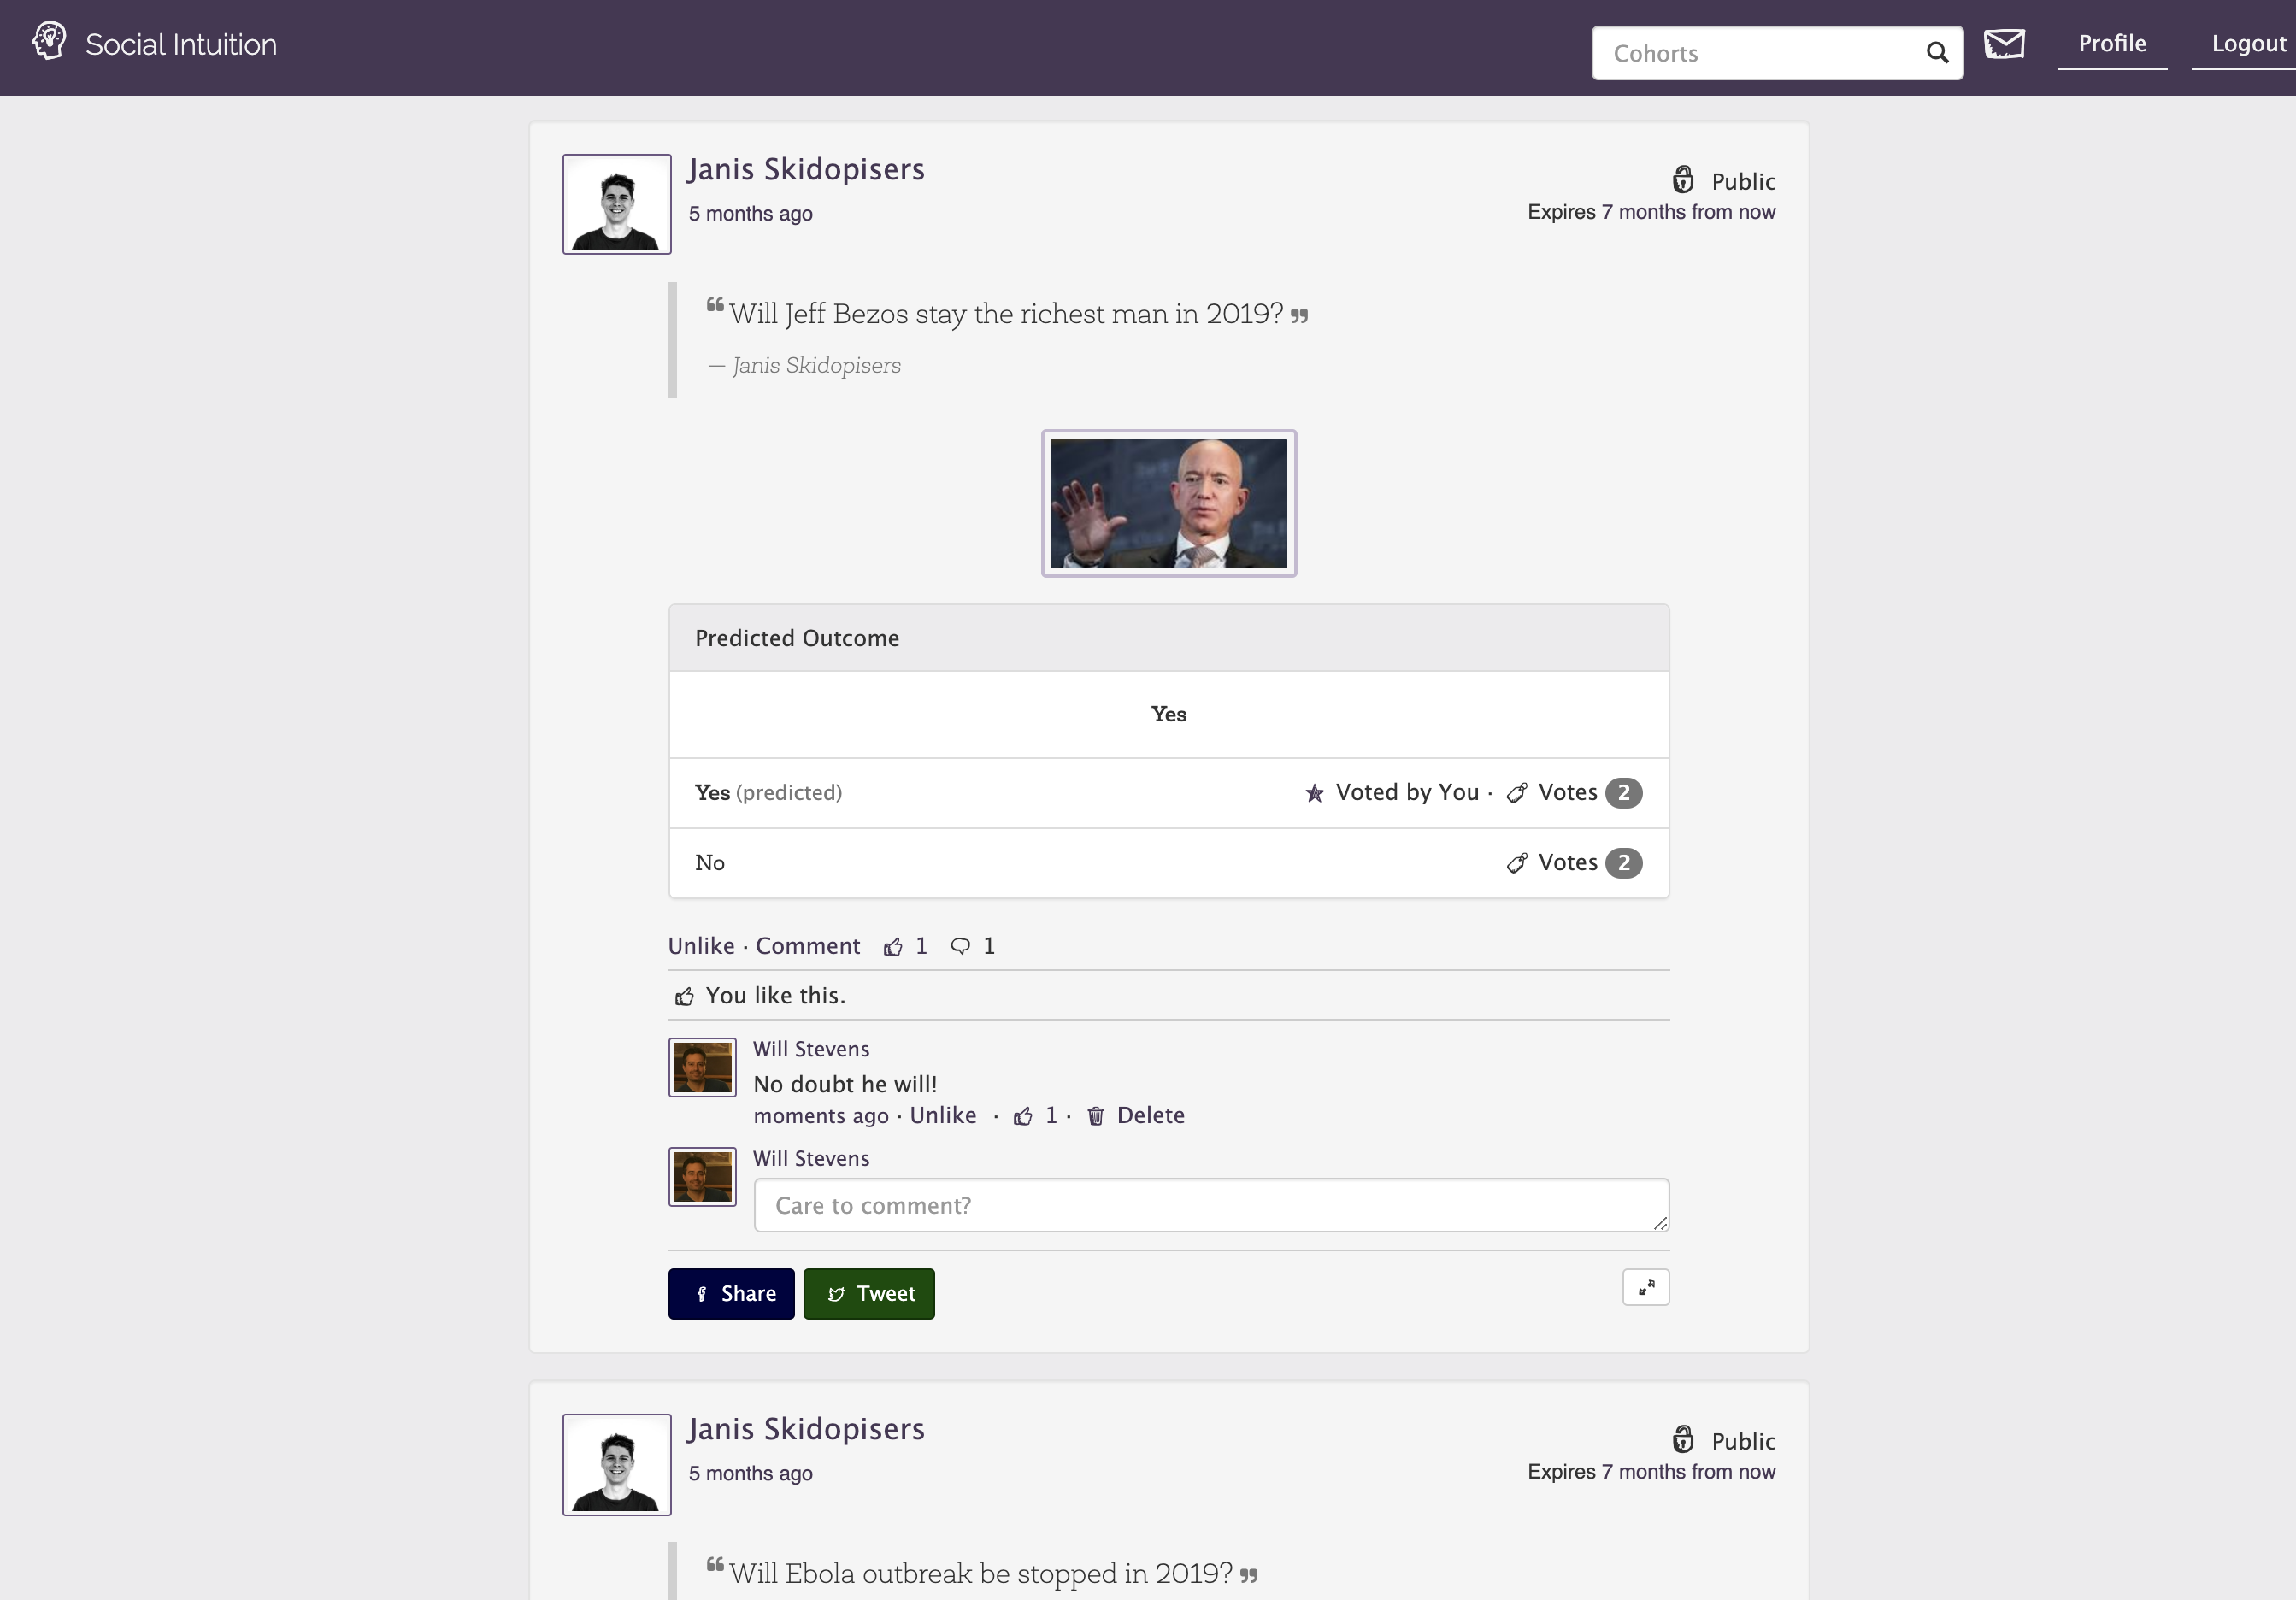 Social Intuition
Cohorts
Profile
Logout
Janis Skidopisers
5 months ago
Public
Expires 7 months from now
“ Will Jeff Bezos stay the richest man in 2019? ”
— Janis Skidopisers
Predicted Outcome
Yes
Yes (predicted) Voted by You · Votes 2
No Votes 2
Unlike · Comment 1 1
You like this.
Will Stevens
No doubt he will!
moments ago · Unlike · 1 · Delete
Will Stevens
Care to comment?
Share Tweet
Janis Skidopisers
5 months ago
Public
Expires 7 months from now
“ Will Ebola outbreak be stopped in 2019? ”